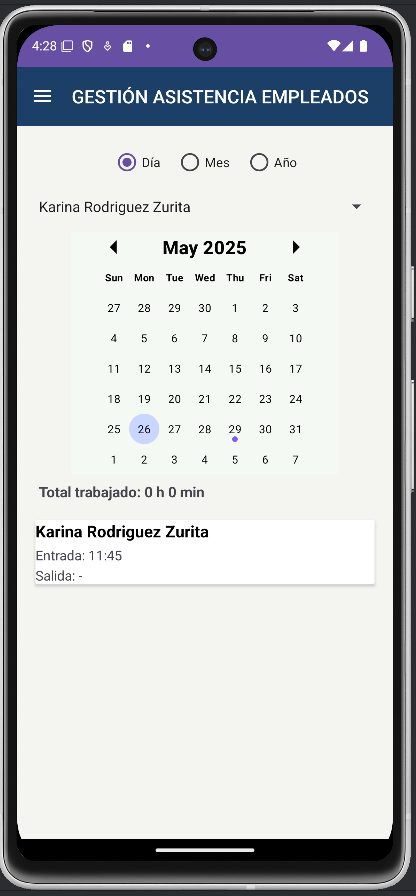 4:28
GESTIÓN ASISTENCIA EMPLEADOS
Día Mes Año
Karina Rodriguez Zurita
May 2025
Sun Mon Tue Wed Thu Fri Sat
27 28 29 30 1 2 3
4 5 6 7 8 9 10
11 12 13 14 15 16 17
18 19 20 21 22 23 24
25 26 27 28 29 30 31
1 2 3 4 5 6 7
Total trabajado: 0 h 0 min
Karina Rodriguez Zurita
Entrada: 11:45
Salida: -